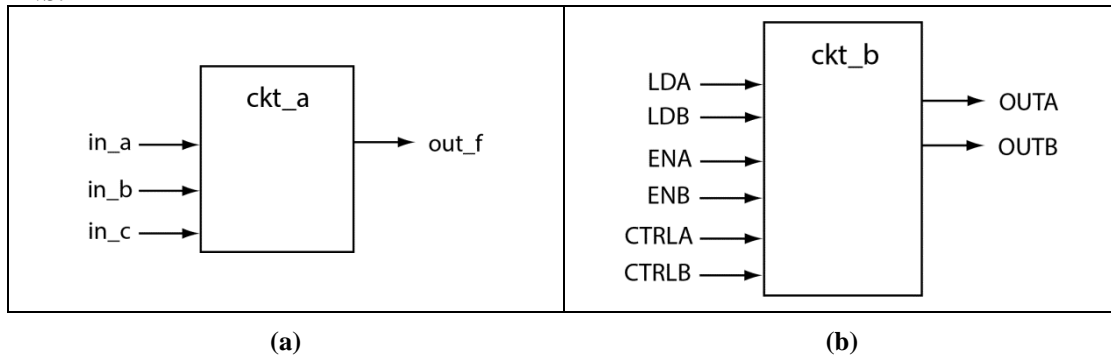 ckt_a
in_a
in_b
in_c
out_f
ckt_b
LDA
LDB
ENA
ENB
CTRLA
CTRLB
OUTA
OUTB
(a)
(b)